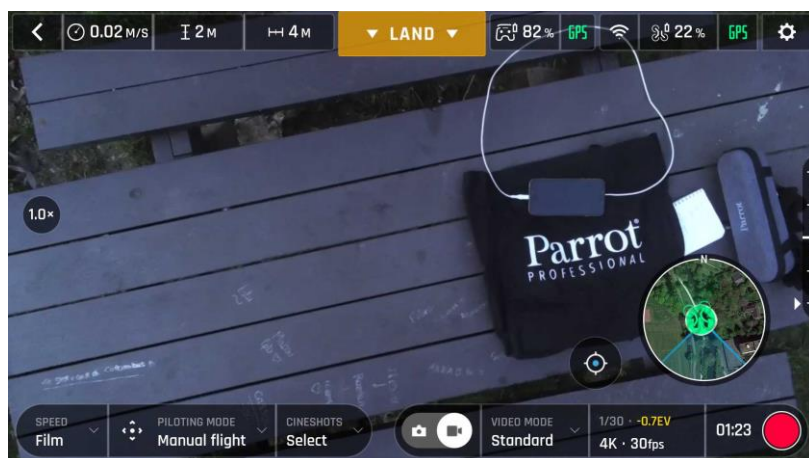 0.02 M/S
2 M
4 M
LAND
82 %
GPS
22 %
GPS
1.0×
Parrot
PROFESSIONAL
Parrot
N
SPEED
Film
PILOTING MODE
Manual flight
CINESHOTS
Select
VIDEO MODE
Standard
1/30 · -0.7EV
4K · 30fps
01:23